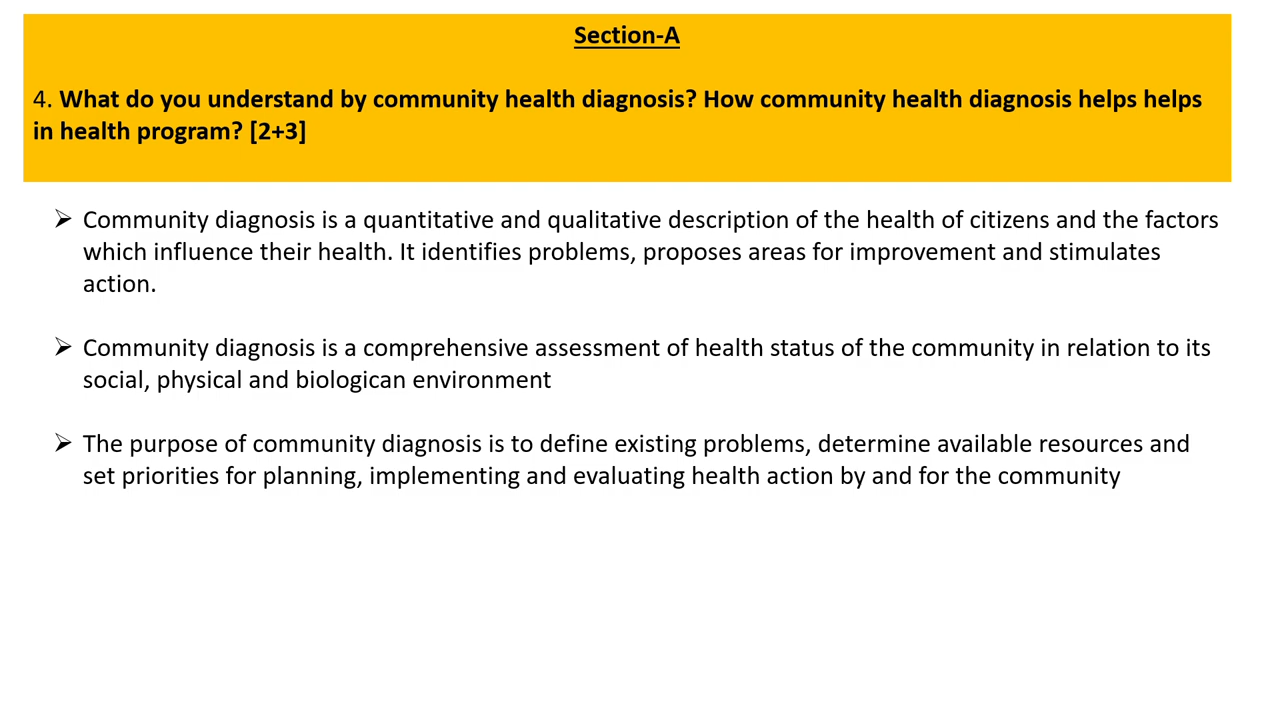 Section-A
4. What do you understand by community health diagnosis? How community health diagnosis helps helps
in health program? [2+3]
➢ Community diagnosis is a quantitative and qualitative description of the health of citizens and the factors
which influence their health. It identifies problems, proposes areas for improvement and stimulates
action.
➢ Community diagnosis is a comprehensive assessment of health status of the community in relation to its
social, physical and biologican environment
➢ The purpose of community diagnosis is to define existing problems, determine available resources and
set priorities for planning, implementing and evaluating health action by and for the community